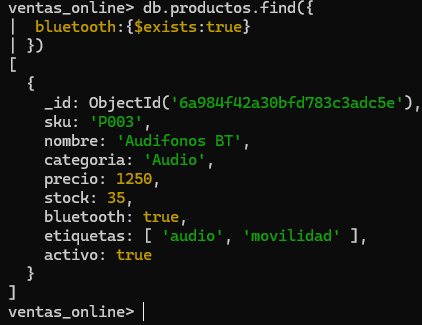 ventas_online> db.productos.find({
|  bluetooth:{$exists:true}
| })
[
  {
    _id: ObjectId('6a984f42a30bfd783c3adc5e'),
    sku: 'P003',
    nombre: 'Audifonos BT',
    categoria: 'Audio',
    precio: 1250,
    stock: 35,
    bluetooth: true,
    etiquetas: [ 'audio', 'movilidad' ],
    activo: true
  }
]
ventas_online>